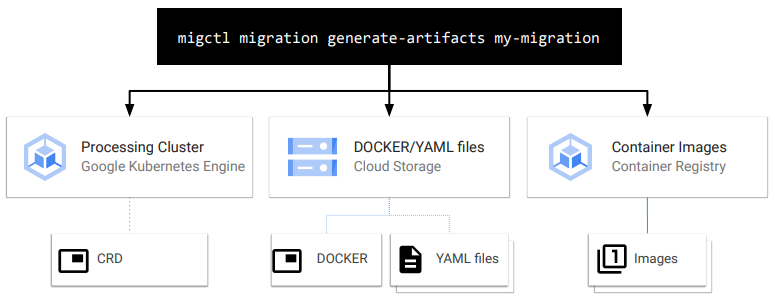 migctl migration generate-artifacts my-migration
Processing Cluster
Google Kubernetes Engine
DOCKER/YAML files
Cloud Storage
Container Images
Container Registry
CRD
DOCKER
YAML files
1
Images